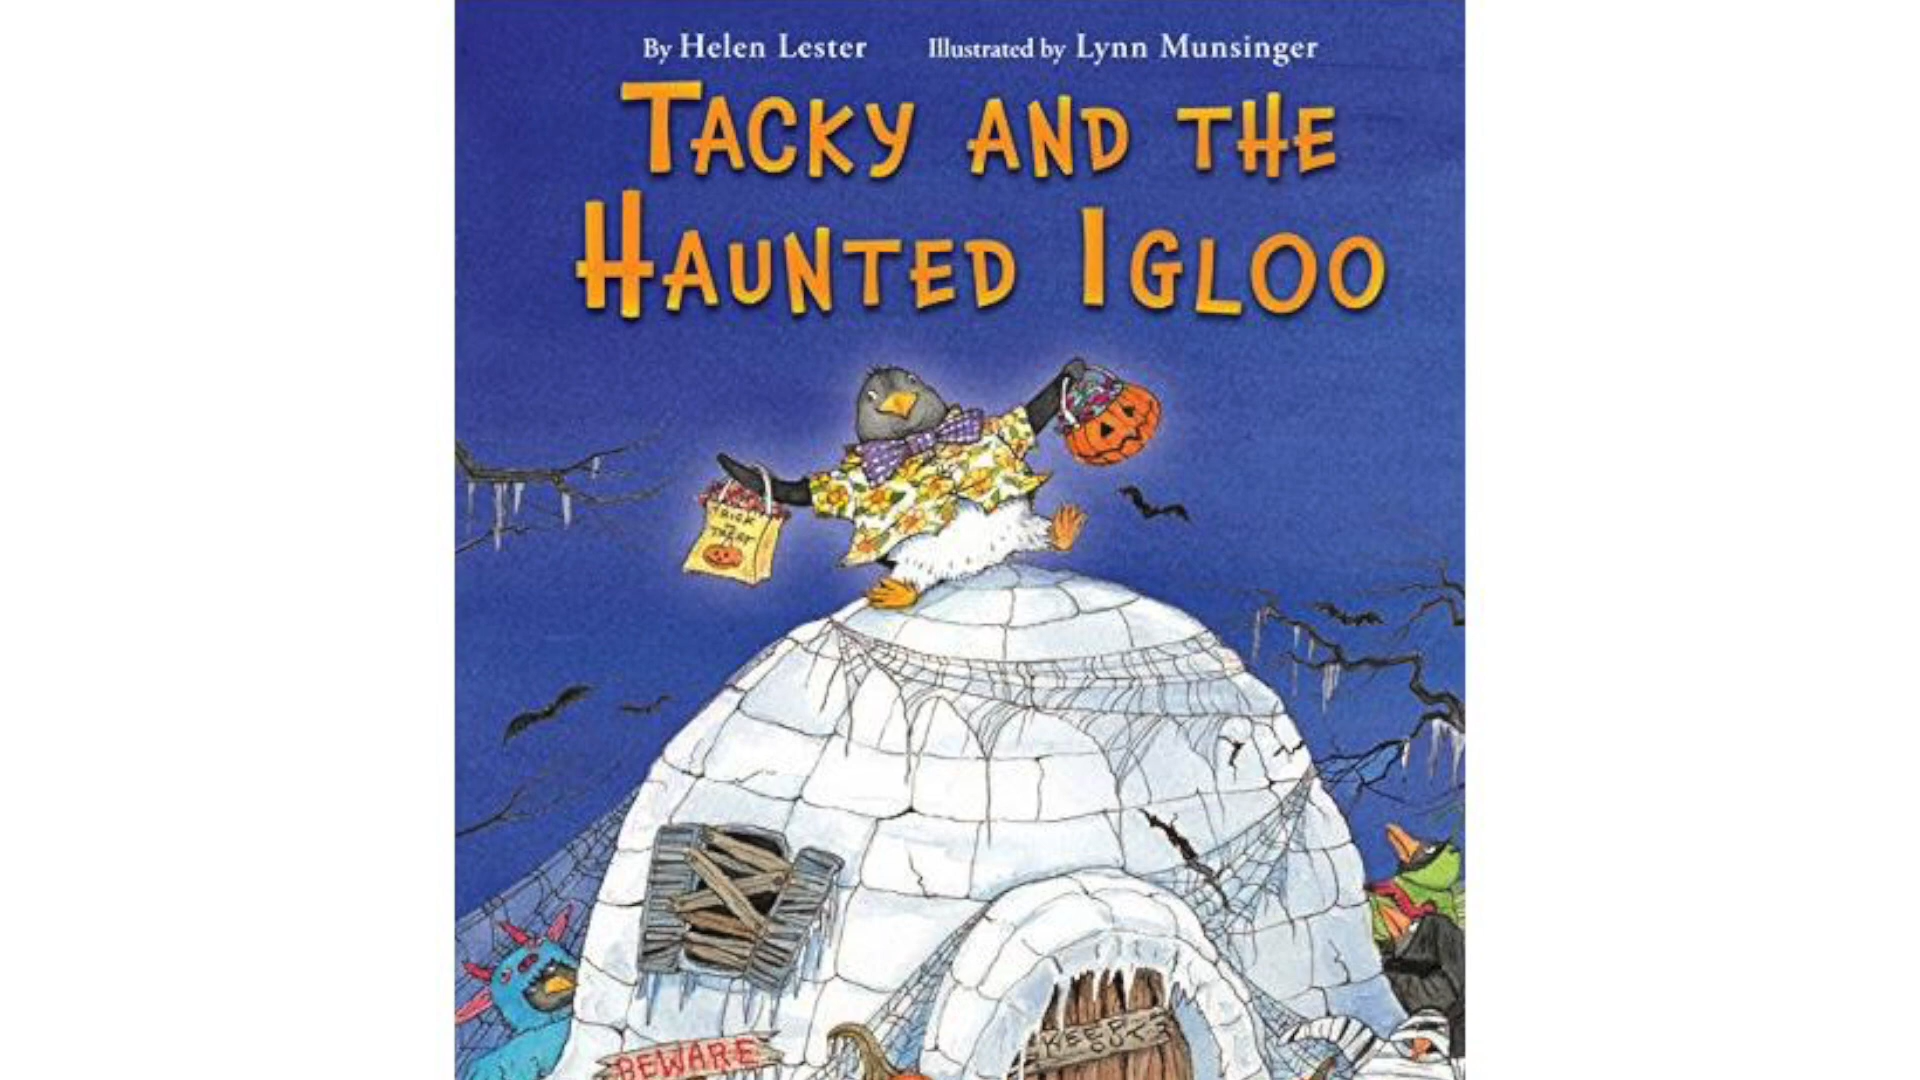 By Helen Lester Illustrated by Lynn Munsinger
TACKY AND THE
HAUNTED IGLOO
TRICK
OR
TREAT
BEWARE
KEEP
OUT